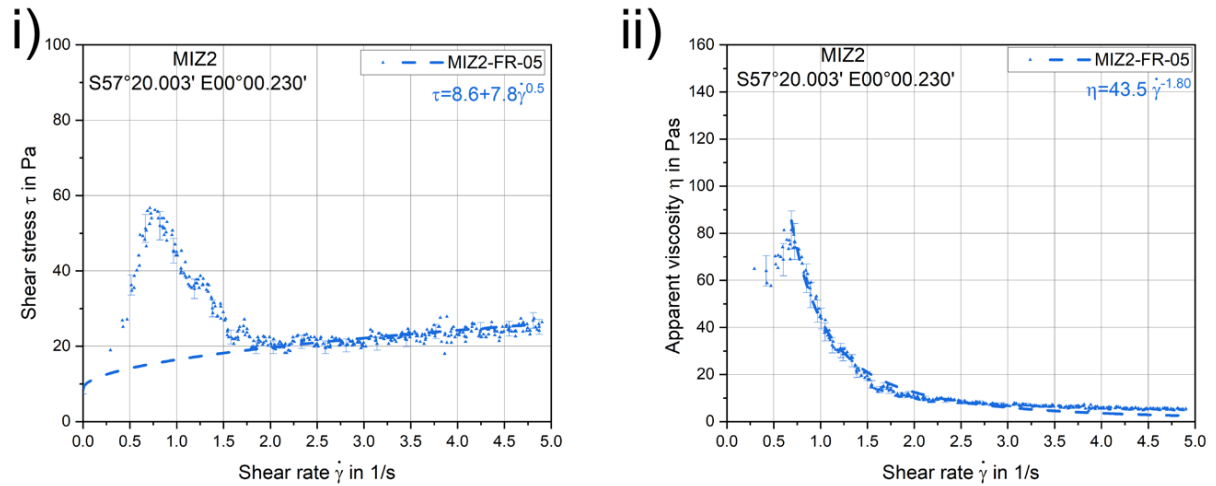 i)
MIZ2
S57°20.003' E00°00.230'
MIZ2-FR-05
τ=8.6+7.8γ̇^0.5
Shear stress τ in Pa
100
80
60
40
20
0
0.0 0.5 1.0 1.5 2.0 2.5 3.0 3.5 4.0 4.5 5.0
Shear rate γ̇ in 1/s
ii)
MIZ2
S57°20.003' E00°00.230'
MIZ2-FR-05
η=43.5 γ̇^-1.80
Apparent viscosity η in Pas
160
140
120
100
80
60
40
20
0
0.0 0.5 1.0 1.5 2.0 2.5 3.0 3.5 4.0 4.5 5.0
Shear rate γ̇ in 1/s